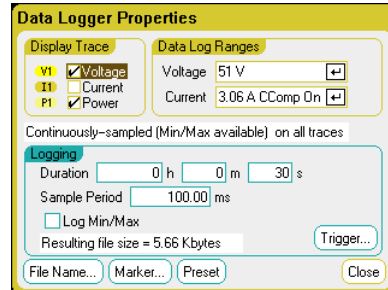 Data Logger Properties
Display Trace
V1 Voltage
I1 Current
P1 Power
Data Log Ranges
Voltage 51 V
Current 3.06 A CComp On
Continuously-sampled (Min/Max available) on all traces
Logging
Duration 0 h 0 m 30 s
Sample Period 100.00 ms
Log Min/Max
Resulting file size = 5.66 Kbytes
Trigger...
File Name... Marker... Preset Close